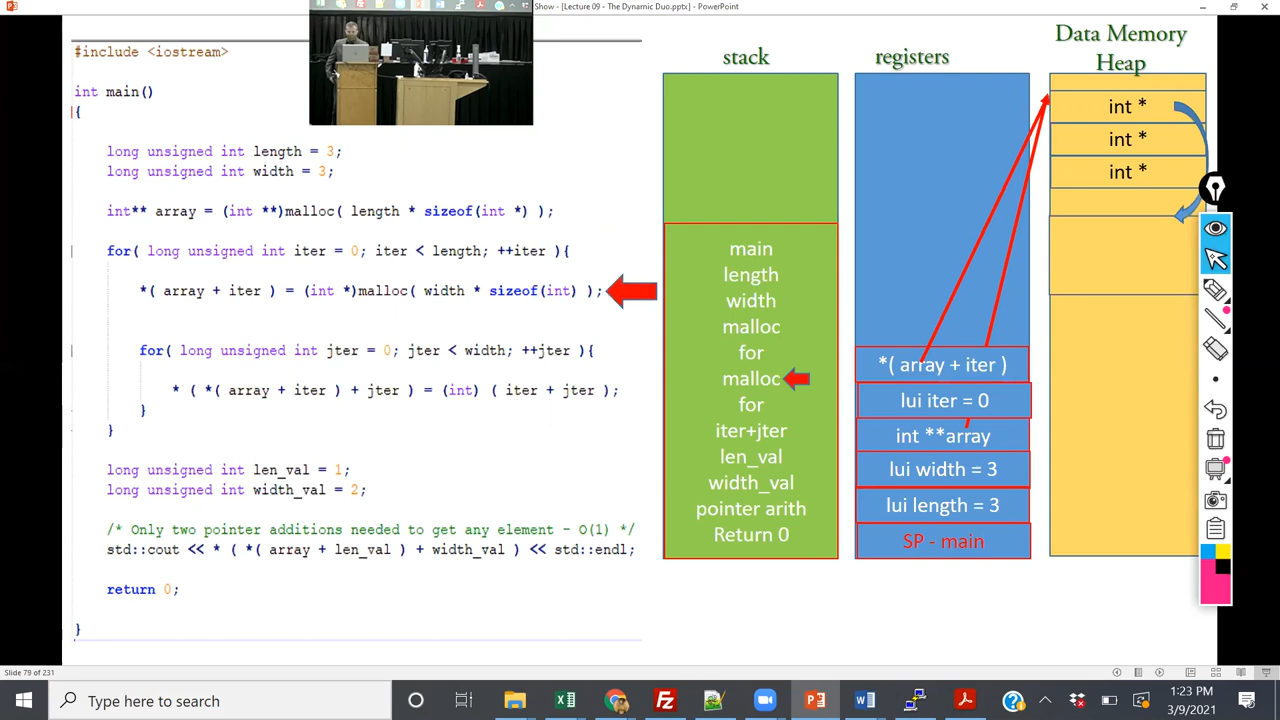 Show - [Lecture 09 - The Dynamic Duo.pptx] - PowerPoint
#include <iostream>
int main()
{
long unsigned int length = 3;
long unsigned int width = 3;
int** array = (int **)malloc( length * sizeof(int *) );
for( long unsigned int iter = 0; iter < length; ++iter ){
*( array + iter ) = (int *)malloc( width * sizeof(int) );
for( long unsigned int jter = 0; jter < width; ++jter ){
* ( *( array + iter ) + jter ) = (int) ( iter + jter );
}
}
long unsigned int len_val = 1;
long unsigned int width_val = 2;
/* Only two pointer additions needed to get any element - O(1) */
std::cout << * ( *( array + len_val ) + width_val ) << std::endl;
return 0;
}
stack
main
length
width
malloc
for
malloc
for
iter+jter
len_val
width_val
pointer arith
Return 0
registers
*( array + iter )
lui iter = 0
int **array
lui width = 3
lui length = 3
SP - main
Data Memory
Heap
int *
int *
int *
Slide 79 of 231
Type here to search
1:23 PM
3/9/2021